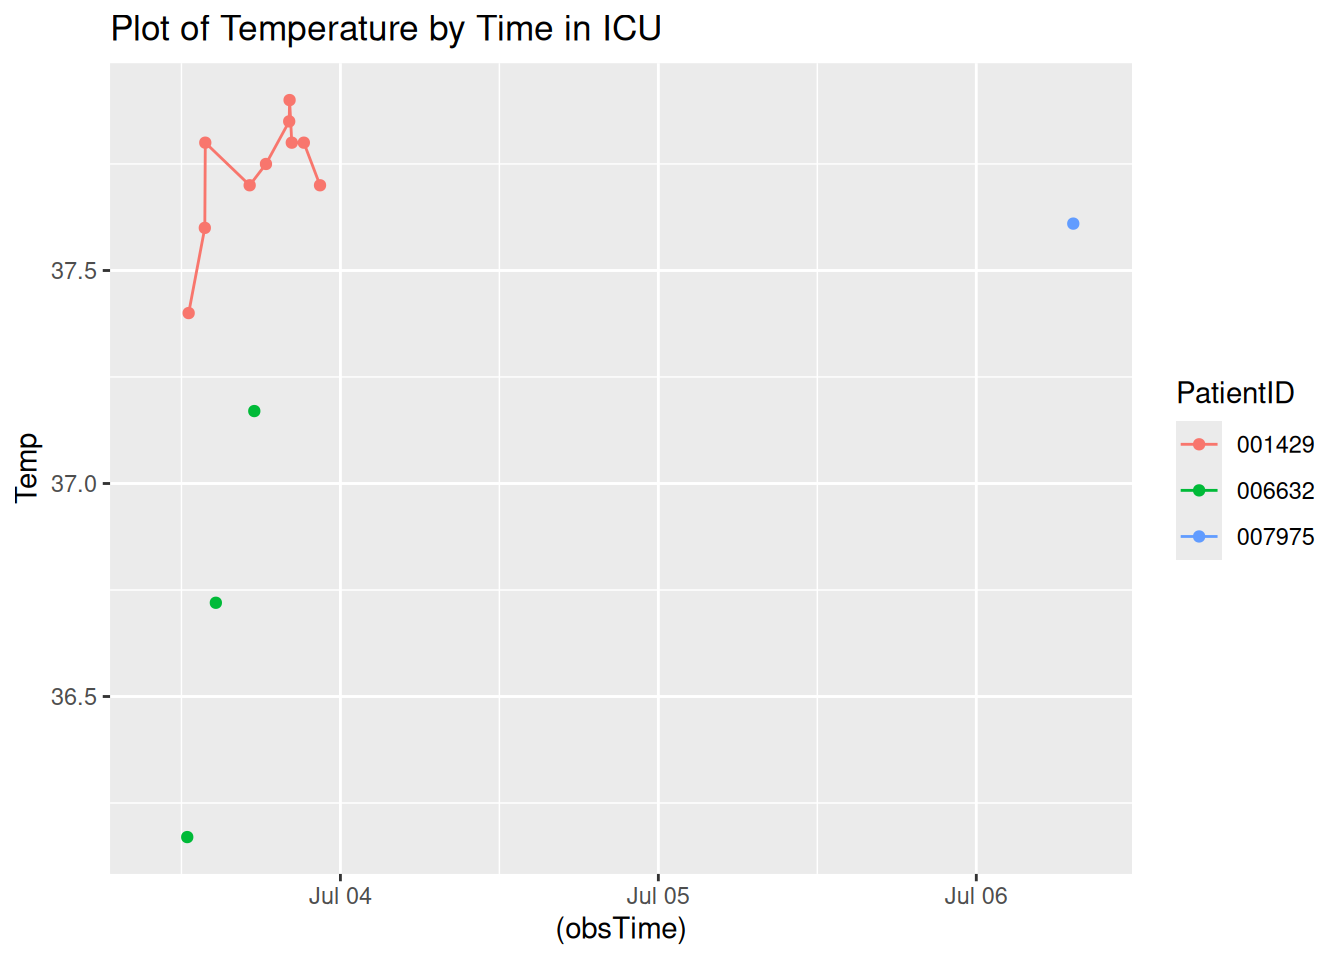 Plot of Temperature by Time in ICU
Temp
37.5
37.0
36.5
Jul 04
Jul 05
Jul 06
(obsTime)
PatientID
001429
006632
007975